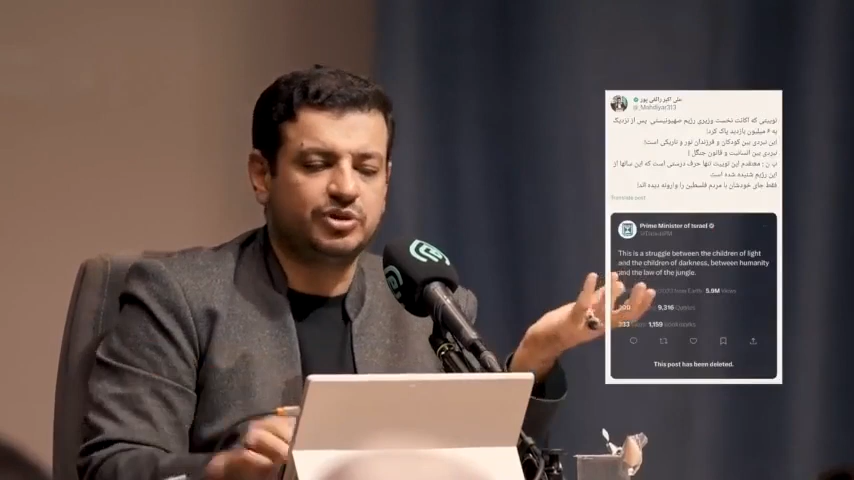 علی اکبر رائفی پور
@_Mahdiyar313
توییتی که اکانت نخست وزیری رژیم صهیونیستی پس از نزدیک
به ۶ میلیون بازدید پاک کرد!
این نبردی بین کودکان و فرزندان نور و تاریکی است!
نبردی بین انسانیت و قانون جنگل !
پ ن : معتقدم این توییت تنها حرف درستی است که این سالها از
این رژیم شنیده شده است
فقط جای خودشان با مردم فلسطین را وارونه دیده اند!
Translate post
Prime Minister of Israel
@IsraeliPM
This is a struggle between the children of light
and the children of darkness, between humanity
and the law of the jungle.
from Earth 5.9M Views
9,316 Quotes
333 1,159 Bookmarks
This post has been deleted.